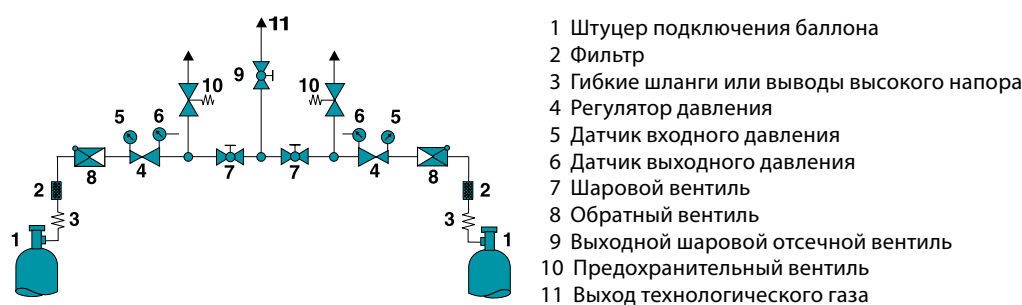 11
9
10
10
5
6
6
5
8
4
7
7
4
8
2
2
3
3
1
1
1 Штуцер подключения баллона
2 Фильтр
3 Гибкие шланги или выводы высокого напора
4 Регулятор давления
5 Датчик входного давления
6 Датчик выходного давления
7 Шаровой вентиль
8 Обратный вентиль
9 Выходной шаровой отсечной вентиль
10 Предохранительный вентиль
11 Выход технологического газа